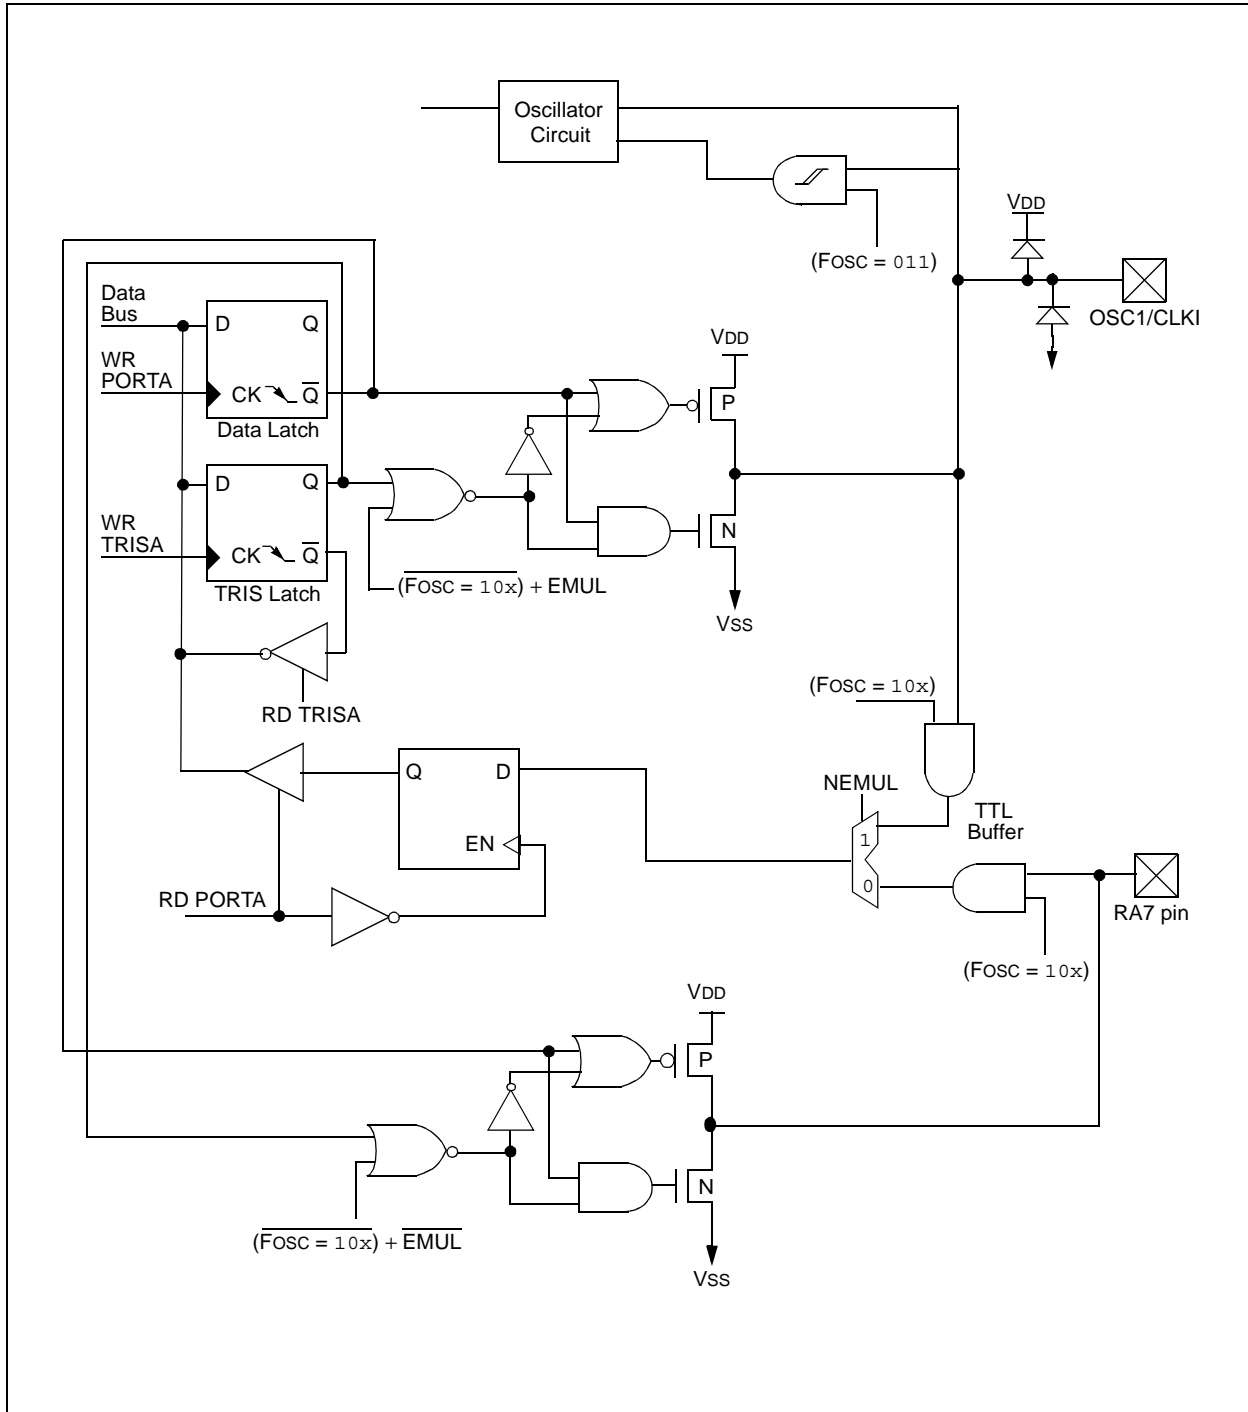 Oscillator
Circuit
(FOSC = 011)
VDD
OSC1/CLKI
Data
Bus
D Q
WR
PORTA
CK Q
Data Latch
VDD
P
D Q
WR
TRISA
CK Q
TRIS Latch
N
(FOSC = 10x) + EMUL
VSS
RD TRISA
(FOSC = 10x)
Q D
EN
NEMUL
1
0
TTL
Buffer
RD PORTA
RA7 pin
(FOSC = 10x)
VDD
P
N
(FOSC = 10x) + EMUL
VSS